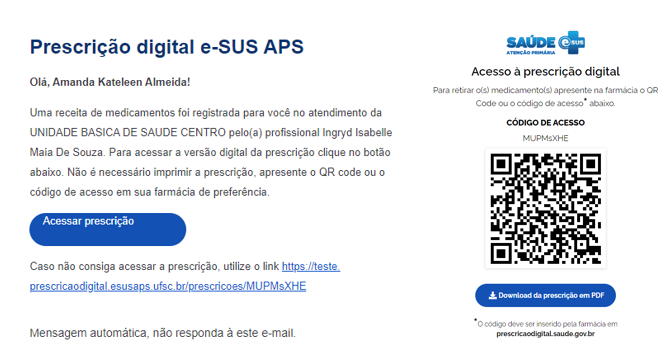 Prescrição digital e-SUS APS
Olá, Amanda Kateleen Almeida!
Uma receita de medicamentos foi registrada para você no atendimento da
UNIDADE BASICA DE SAUDE CENTRO pelo(a) profissional Ingryd Isabelle
Maia De Souza. Para acessar a versão digital da prescrição clique no botão
abaixo. Não é necessário imprimir a prescrição, apresente o QR code ou o
código de acesso em sua farmácia de preferência.
Acessar prescrição
Caso não consiga acessar a prescrição, utilize o link https://teste.
prescricaodigital.esusaps.ufsc.br/prescricoes/MUPMsXHE
Mensagem automática, não responda à este e-mail.
SAÚDE e SUS
ATENÇÃO PRIMÁRIA
Acesso à prescrição digital
Para retirar o(s) medicamento(s) apresente na farmácia o QR
Code ou o código de acesso* abaixo.
CÓDIGO DE ACESSO
MUPMsXHE
Download da prescrição em PDF
*O código deve ser inserido pela farmácia em
prescricaodigital.saude.gov.br